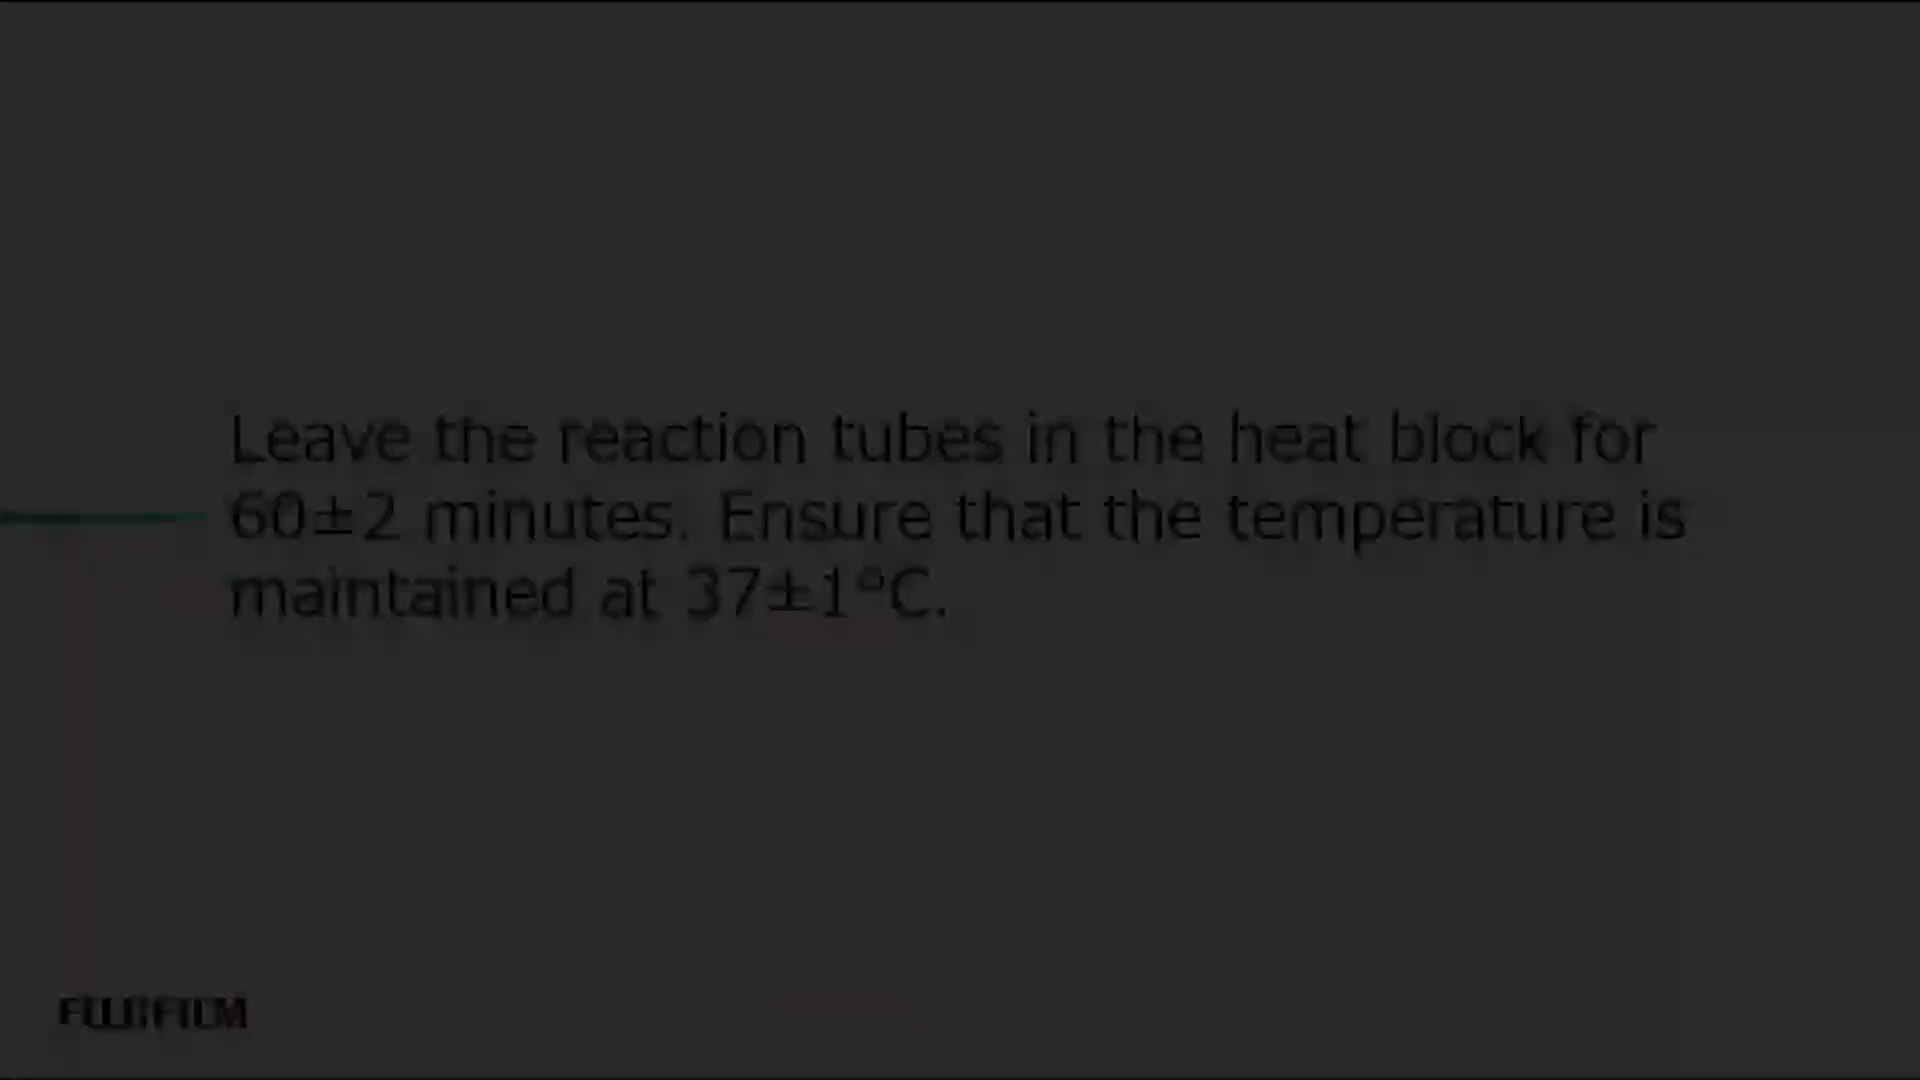 Leave the reaction tubes in the heat block for
60±2 minutes. Ensure that the temperature is
maintained at 37±1°C.
FUJIFILM